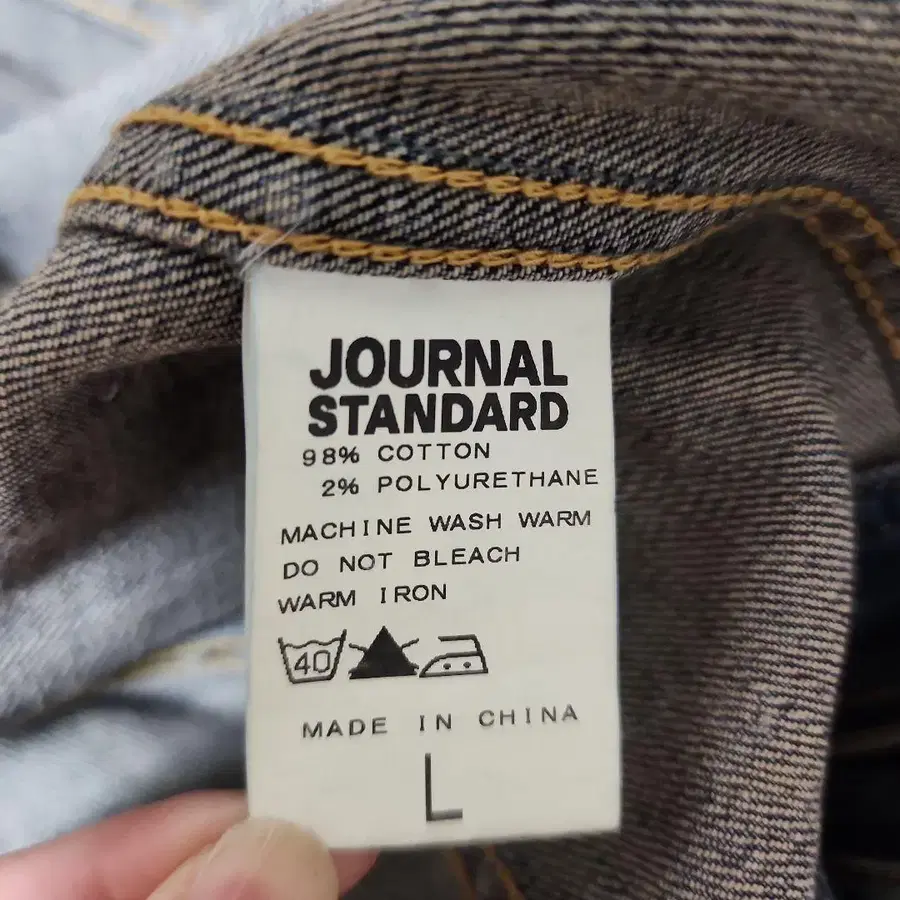 JOURNAL
STANDARD
98% COTTON
2% POLYURETHANE
MACHINE WASH WARM
DO NOT BLEACH
WARM IRON
40
MADE IN CHINA
L